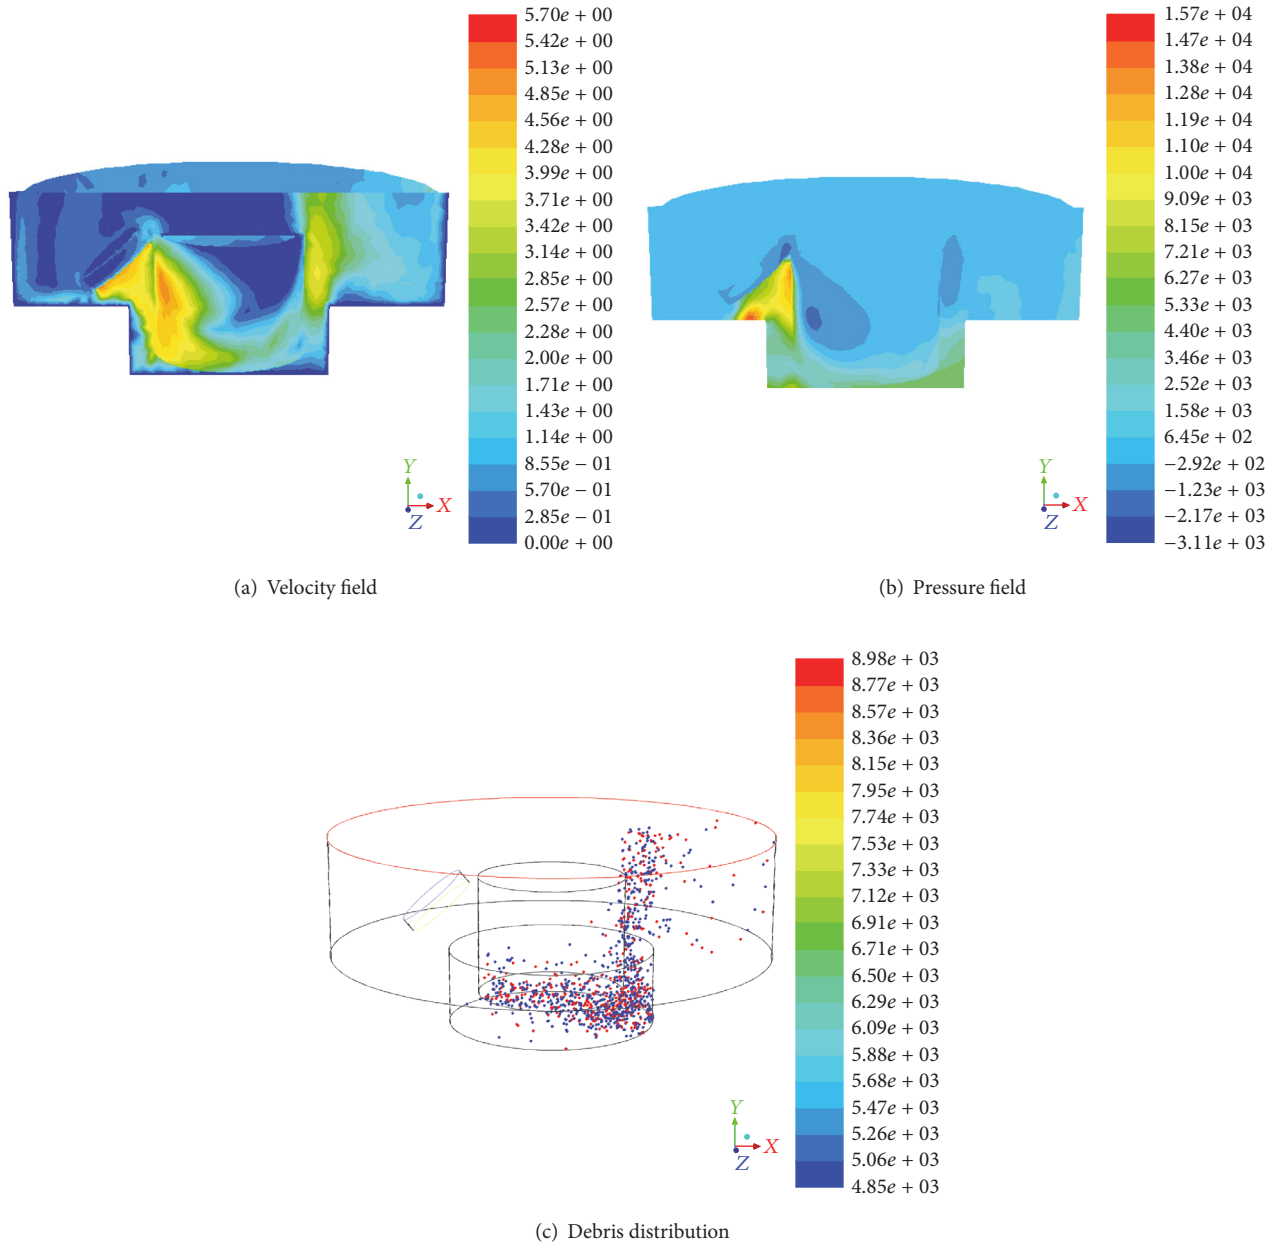 5.70e + 00
5.42e + 00
5.13e + 00
4.85e + 00
4.56e + 00
4.28e + 00
3.99e + 00
3.71e + 00
3.42e + 00
3.14e + 00
2.85e + 00
2.57e + 00
2.28e + 00
2.00e + 00
1.71e + 00
1.43e + 00
1.14e + 00
8.55e − 01
5.70e − 01
2.85e − 01
0.00e + 00
Y
X
Z
(a) Velocity field
1.57e + 04
1.47e + 04
1.38e + 04
1.28e + 04
1.19e + 04
1.10e + 04
1.00e + 04
9.09e + 03
8.15e + 03
7.21e + 03
6.27e + 03
5.33e + 03
4.40e + 03
3.46e + 03
2.52e + 03
1.58e + 03
6.45e + 02
−2.92e + 02
−1.23e + 03
−2.17e + 03
−3.11e + 03
Y
X
Z
(b) Pressure field
8.98e + 03
8.77e + 03
8.57e + 03
8.36e + 03
8.15e + 03
7.95e + 03
7.74e + 03
7.53e + 03
7.33e + 03
7.12e + 03
6.91e + 03
6.71e + 03
6.50e + 03
6.29e + 03
6.09e + 03
5.88e + 03
5.68e + 03
5.47e + 03
5.26e + 03
5.06e + 03
4.85e + 03
Y
X
Z
(c) Debris distribution